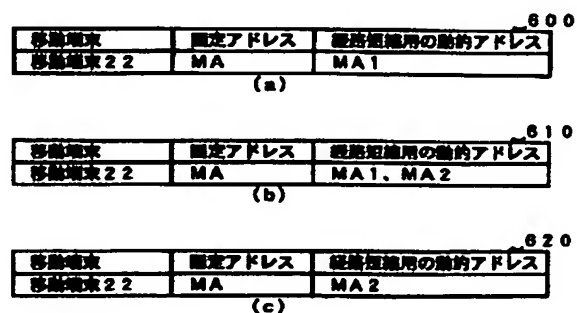 600
移動端末 固定アドレス 経路短縮用の動的アドレス
移動端末22 MA MA1
(a)
610
移動端末 固定アドレス 経路短縮用の動的アドレス
移動端末22 MA MA1、MA2
(b)
620
移動端末 固定アドレス 経路短縮用の動的アドレス
移動端末22 MA MA2
(c)